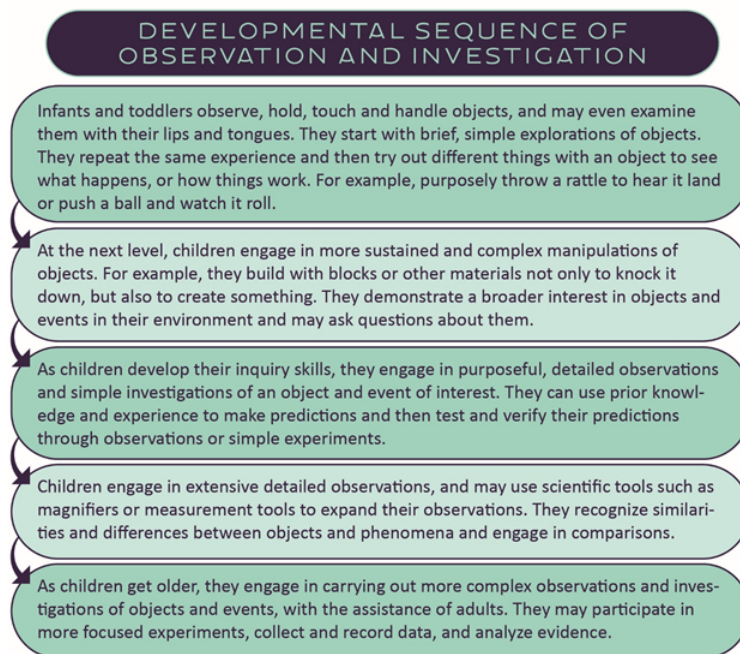 DEVELOPMENTAL SEQUENCE OF
OBSERVATION AND INVESTIGATION
Infants and toddlers observe, hold, touch and handle objects, and may even examine
them with their lips and tongues. They start with brief, simple explorations of objects.
They repeat the same experience and then try out different things with an object to see
what happens, or how things work. For example, purposely throw a rattle to hear it land
or push a ball and watch it roll.
At the next level, children engage in more sustained and complex manipulations of
objects. For example, they build with blocks or other materials not only to knock it
down, but also to create something. They demonstrate a broader interest in objects and
events in their environment and may ask questions about them.
As children develop their inquiry skills, they engage in purposeful, detailed observations
and simple investigations of an object and event of interest. They can use prior knowl-
edge and experience to make predictions and then test and verify their predictions
through observations or simple experiments.
Children engage in extensive detailed observations, and may use scientific tools such as
magnifiers or measurement tools to expand their observations. They recognize similari-
ties and differences between objects and phenomena and engage in comparisons.
As children get older, they engage in carrying out more complex observations and inves-
tigations of objects and events, with the assistance of adults. They may participate in
more focused experiments, collect and record data, and analyze evidence.